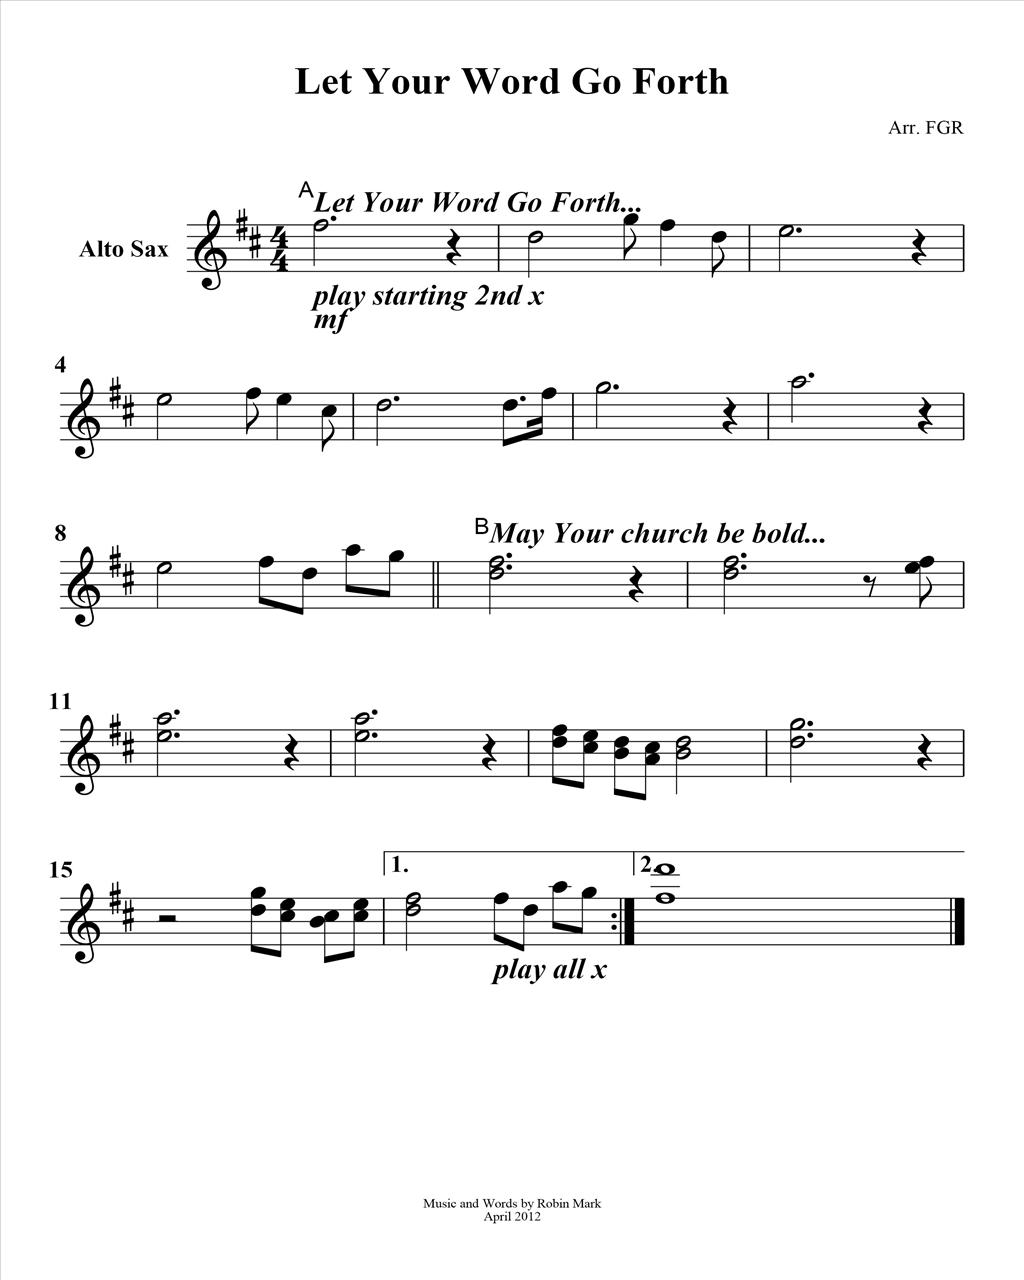 Let Your Word Go Forth
Arr. FGR
A
Let Your Word Go Forth...
Alto Sax
4
4
play starting 2nd x
mf
4
8
B
May Your church be bold...
11
15
1.
2.
play all x
Music and Words by Robin Mark
April 2012